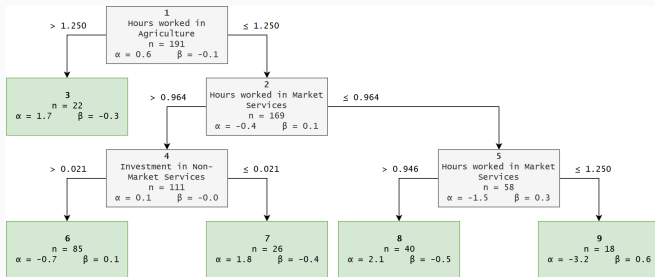 1
Hours worked in
Agriculture
n = 191
α = 0.6 β = -0.1
> 1.250
≤ 1.250
3
n = 22
α = 1.7 β = -0.3
2
Hours worked in Market
Services
n = 169
α = -0.4 β = 0.1
> 0.964
≤ 0.964
4
Investment in Non-
Market Services
n = 111
α = 0.1 β = -0.0
5
Hours worked in Market
Services
n = 58
α = -1.5 β = 0.3
> 0.021
≤ 0.021
> 0.946
≤ 1.250
6
n = 85
α = -0.7 β = 0.1
7
n = 26
α = 1.8 β = -0.4
8
n = 40
α = 2.1 β = -0.5
9
n = 18
α = -3.2 β = 0.6